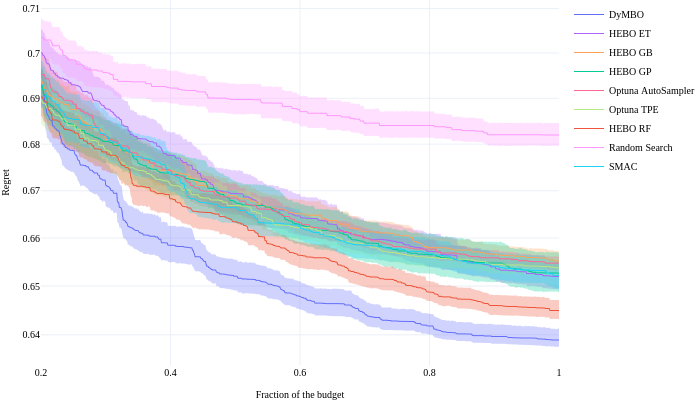 0.71
0.7
0.69
0.68
0.67
0.66
0.65
0.64
Regret
0.2
0.4
0.6
0.8
1
Fraction of the budget
DyMBO
HEBO ET
HEBO GB
HEBO GP
Optuna AutoSampler
Optuna TPE
HEBO RF
Random Search
SMAC